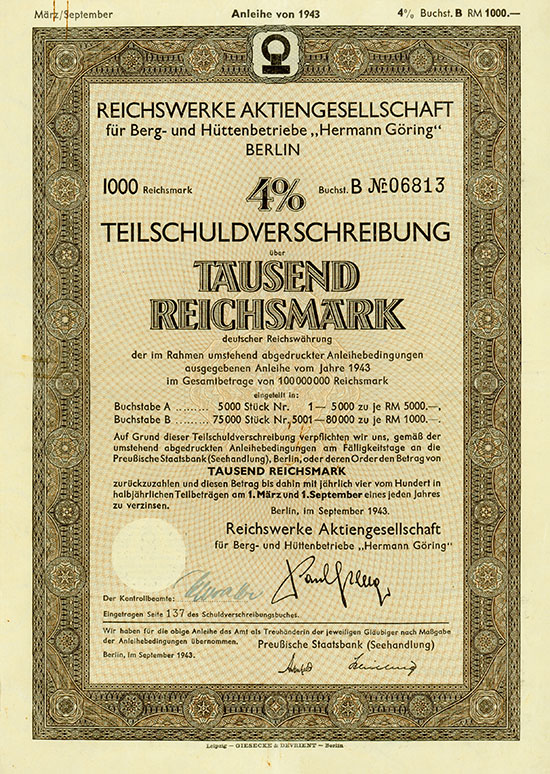 März/September Anleihe von 1943 4% Buchst. B RM 1000.—
REICHSWERKE AKTIENGESELLSCHAFT
für Berg- und Hüttenbetriebe „Hermann Göring“
BERLIN
1000 Reichsmark 4% Buchst. B № 06813
TEILSCHULDVERSCHREIBUNG
über
TAUSEND
REICHSMARK
deutscher Reichswährung
der im Rahmen umstehend abgedruckter Anleihebedingungen
ausgegebenen Anleihe vom Jahre 1943
im Gesamtbetrage von 100 000 000 Reichsmark
eingeteilt in:
Buchstabe A ......... 5000 Stück Nr. 1 — 5000 zu je RM 5000.—,
Buchstabe B ......... 75000 Stück Nr. 5001 — 80000 zu je RM 1000.—.
Auf Grund dieser Teilschuldverschreibung verpflichten wir uns, gemäß der
umstehend abgedruckten Anleihebedingungen am Fälligkeitstage an die
Preußische Staatsbank (Seehandlung), Berlin, oder deren Order den Betrag von
TAUSEND REICHSMARK
zurückzuzahlen und diesen Betrag bis dahin mit jährlich vier vom Hundert in
halbjährlichen Teilbeträgen am 1. März und 1. September eines jeden Jahres
zu verzinsen.
Berlin, im September 1943.
Reichswerke Aktiengesellschaft
für Berg- und Hüttenbetriebe „Hermann Göring“
Der Kontrollbeamte:
Eingetragen Seite 137 des Schuldverschreibungsbuches.
Wir haben für die obige Anleihe das Amt als Treuhänderin der jeweiligen Gläubiger nach Maßgabe
der Anleihebedingungen übernommen.
Preußische Staatsbank (Seehandlung)
Berlin, im September 1943.
Leipzig — GIESECKE & DEVRIENT — Berlin